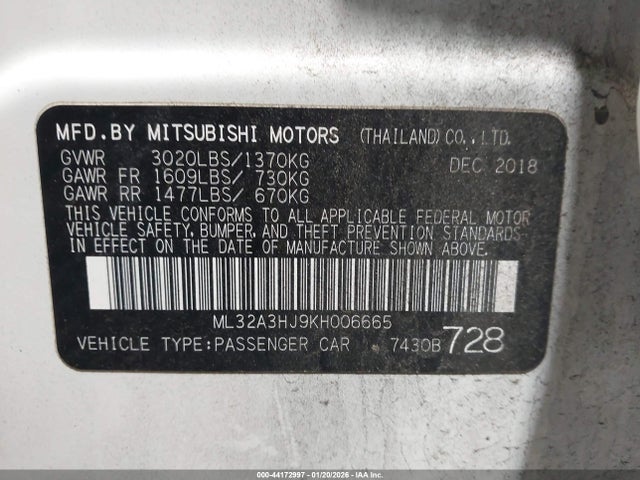 MFD.BY MITSUBISHI MOTORS (THAILAND) CO., LTD.
GVWR 3020LBS/1370KG DEC 2018
GAWR FR 1609LBS/ 730KG
GAWR RR 1477LBS/ 670KG
THIS VEHICLE CONFORMS TO ALL APPLICABLE FEDERAL MOTOR
VEHICLE SAFETY, BUMPER, AND THEFT PREVENTION STANDARDS
IN EFFECT ON THE DATE OF MANUFACTURE SHOWN ABOVE.
ML32A3HJ9KH006665
VEHICLE TYPE:PASSENGER CAR 7430B 728
000-44172997 - 01/20/2026 - IAA Inc.